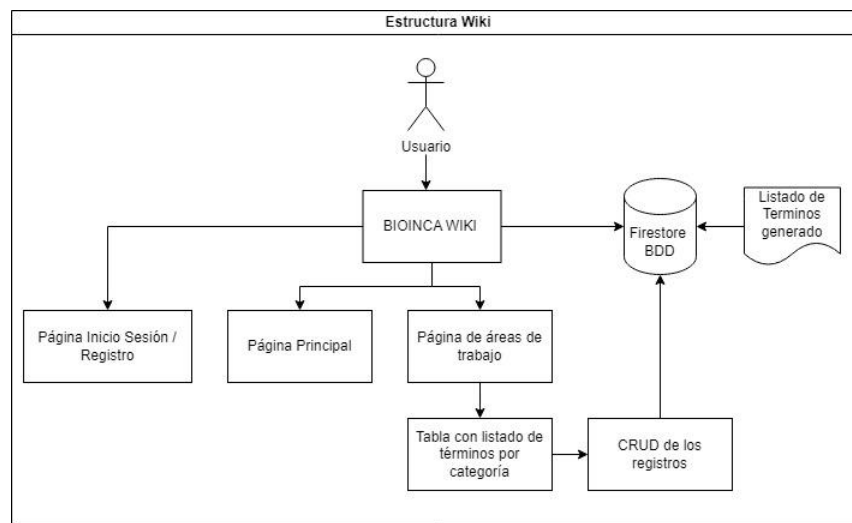 Estructura Wiki
Usuario
BIOINCA WIKI
Firestore
BDD
Listado de
Terminos
generado
Página Inicio Sesión /
Registro
Página Principal
Página de áreas de
trabajo
Tabla con listado de
términos por
categoría
CRUD de los
registros